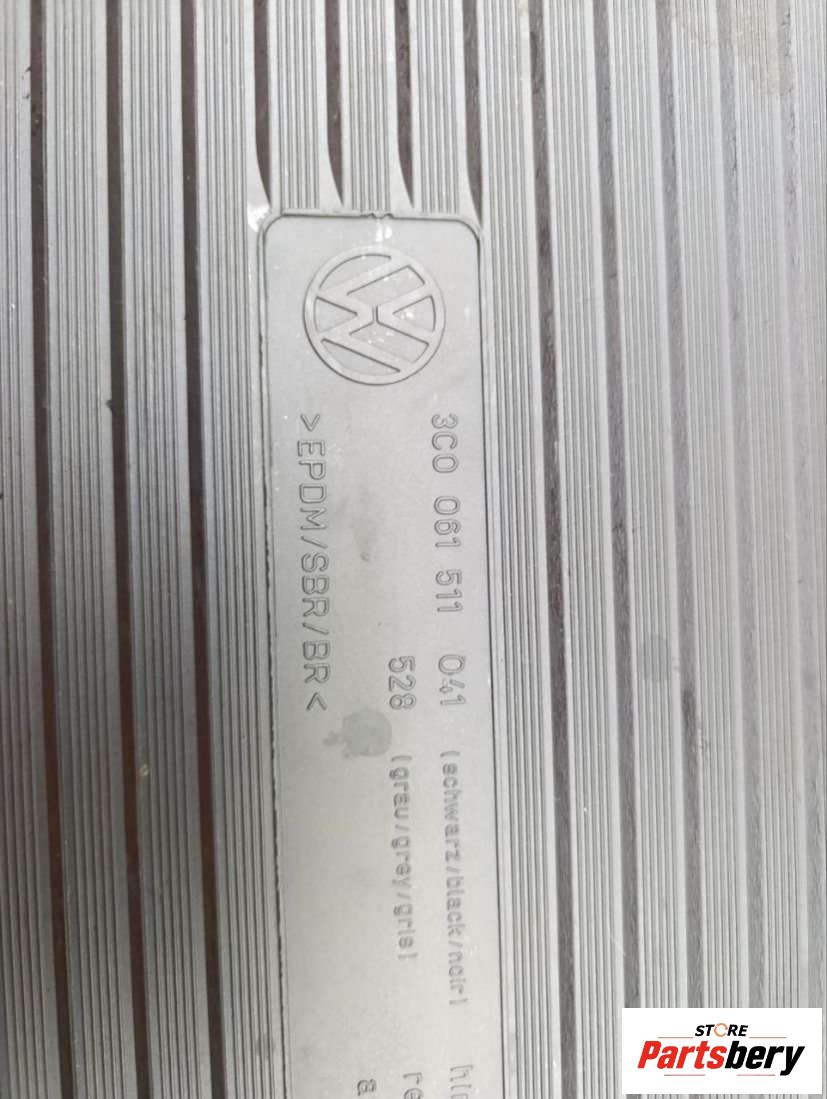 3C0 061 511 041 (schwarz/black/noir)
528 (grau/grey/gris)
>EPDM/SBR/BR<
STORE
Partsbery